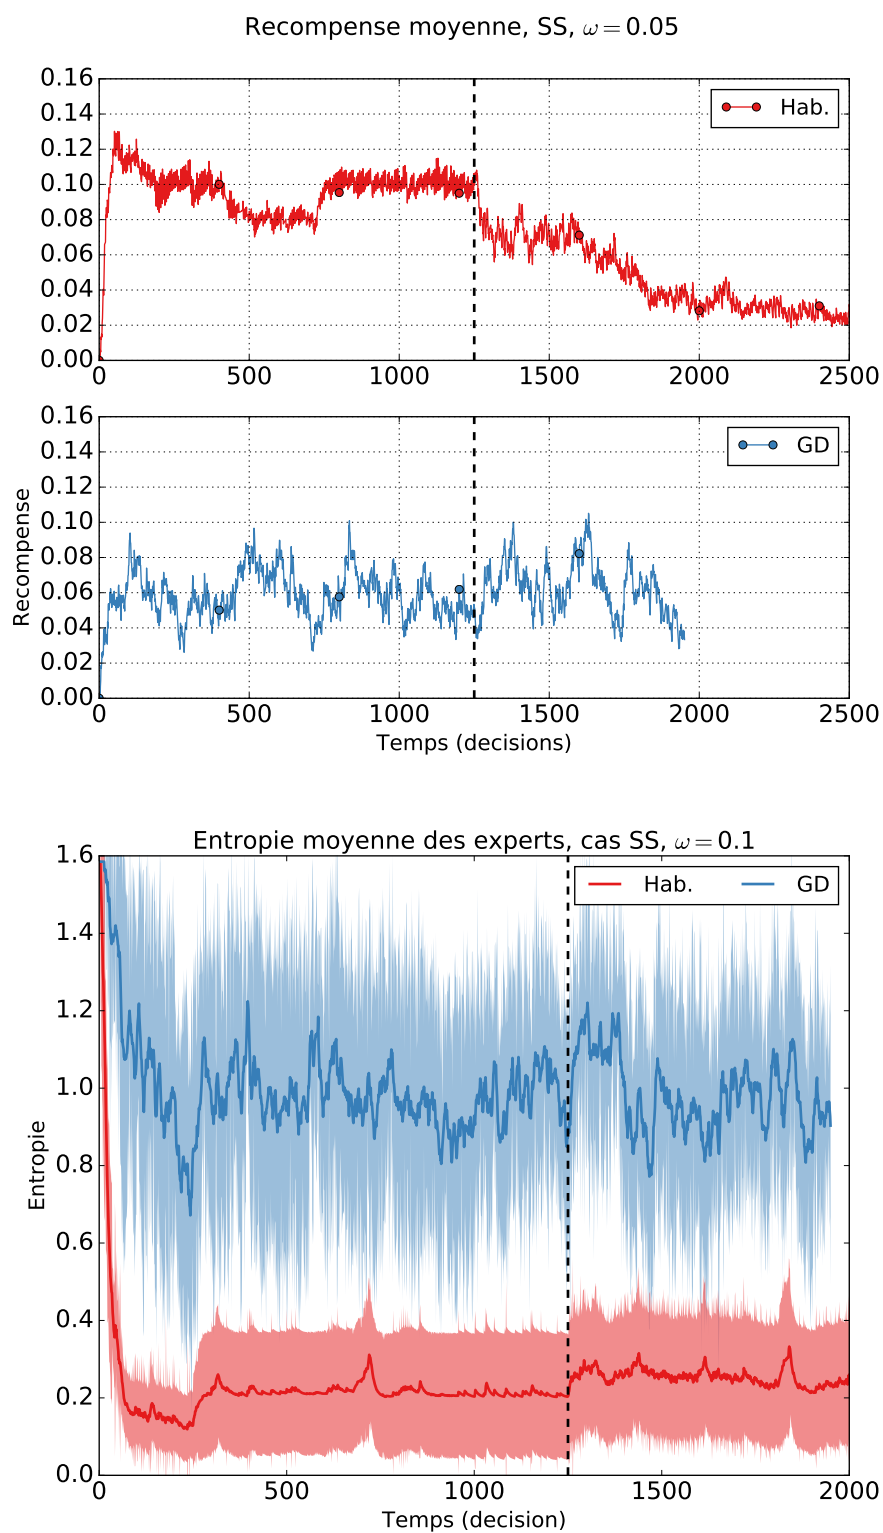 Recompense moyenne, SS, ω = 0.05
0.16
0.14
0.12
0.10
0.08
0.06
0.04
0.02
0.00
Hab.
0 500 1000 1500 2000 2500
0.16
0.14
0.12
0.10
0.08
0.06
0.04
0.02
0.00
Recompense
GD
0 500 1000 1500 2000 2500
Temps (decisions)
Entropie moyenne des experts, cas SS, ω = 0.1
1.6
1.4
1.2
1.0
0.8
0.6
0.4
0.2
0.0
Entropie
Hab. GD
0 500 1000 1500 2000
Temps (decision)